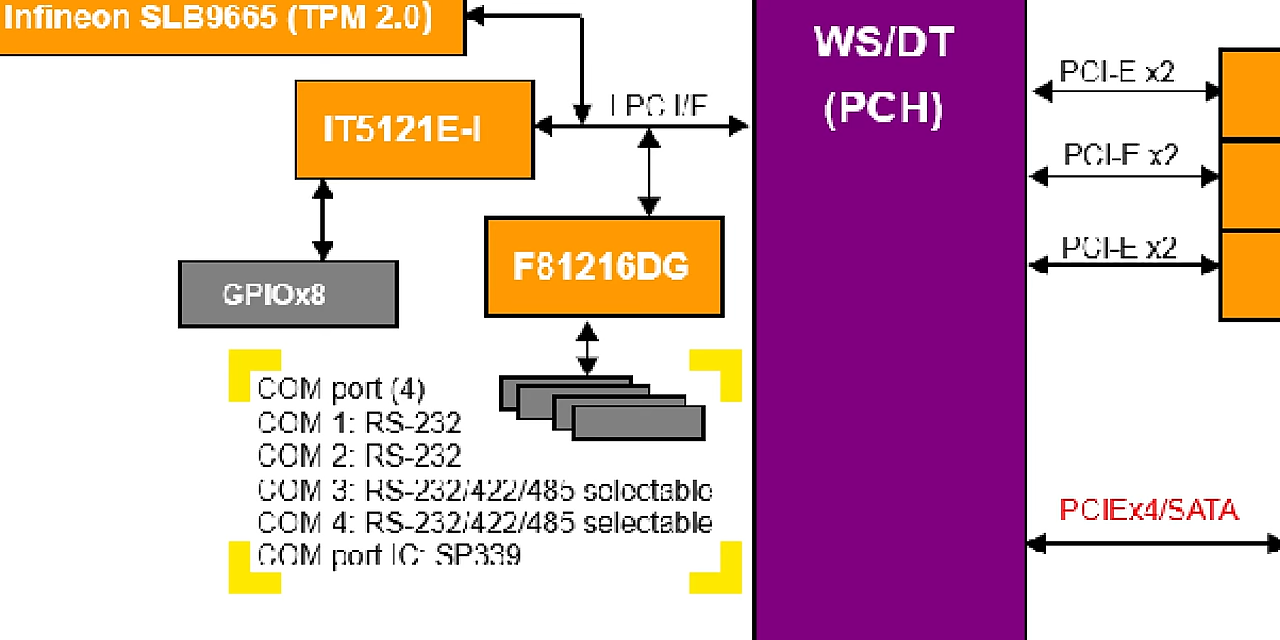 Infineon SLB9665 (TPM 2.0)
WS/DT
(PCH)
PCI-E x2
LPC I/F
IT5121E-I
PCI-E x2
PCI-E x2
F81216DG
GPIOx8
COM port (4)
COM 1: RS-232
COM 2: RS-232
COM 3: RS-232/422/485 selectable
COM 4: RS-232/422/485 selectable
COM port IC: SP339
PCIEx4/SATA